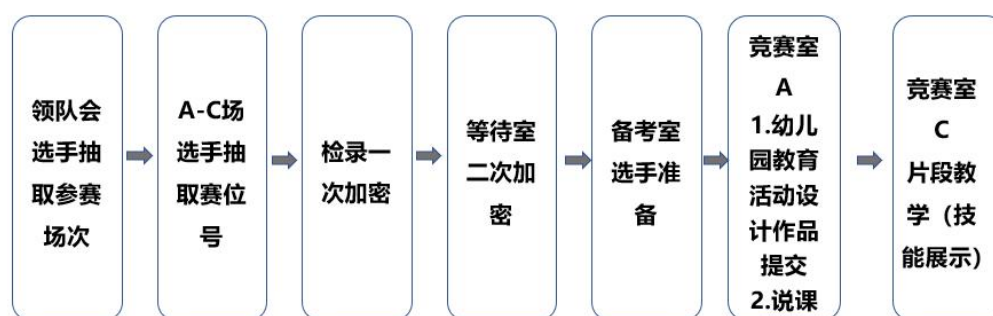 领队会
选手抽
取参赛
场次
A-C场
选手抽
取赛位
号
检录一
次加密
等待室
二次加
密
备考室
选手准
备
竞赛室
A
1.幼儿
园教育
活动设
计作品
提交
2.说课
竞赛室
C
片段教
学（技
能展示）